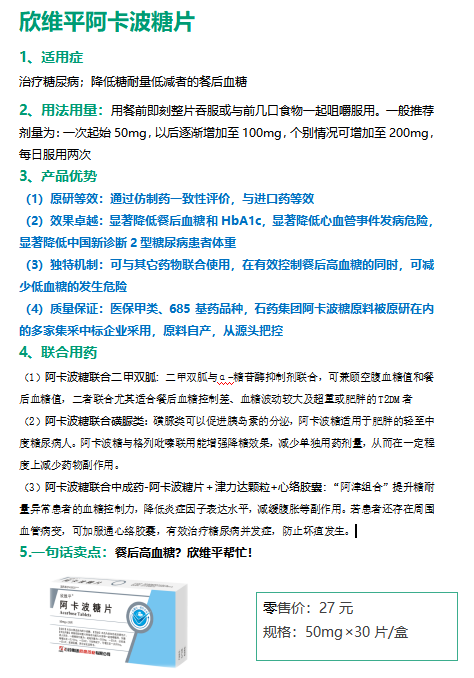 欣维平阿卡波糖片
1、适用症
治疗糖尿病；降低糖耐量低减者的餐后血糖
2、用法用量：用餐前即刻整片吞服或与前几口食物一起咀嚼服用。一般推荐
剂量为：一次起始 50mg，以后逐渐增加至 100mg，个别情况可增加至 200mg，
每日服用两次
3、产品优势
（1）原研等效：通过仿制药一致性评价，与进口药等效
（2）效果卓越：显著降低餐后血糖和 HbA1c，显著降低心血管事件发病危险，
显著降低中国新诊断 2 型糖尿病患者体重
（3）独特机制：可与其它药物联合使用，在有效控制餐后高血糖的同时，可减
少低血糖的发生危险
（4）质量保证：医保甲类、685 基药品种，石药集团阿卡波糖原料被原研在内
的多家集采中标企业采用，原料自产，从源头把控
4、联合用药
（1）阿卡波糖联合二甲双胍: 二甲双胍与α-糖苷酶抑制剂联合，可兼顾空腹血糖值和餐
后血糖值，二者联合尤其适合餐后血糖控制差、血糖波动较大及超重或肥胖的 T2DM 者
（2）阿卡波糖联合磺脲类: 磺脲类可以促进胰岛素的分泌，阿卡波糖适用于肥胖的轻至中
度糖尿病人。阿卡波糖与格列吡嗪联用能增强降糖效果，减少单独用药剂量，从而在一定程
度上减少药物副作用。
（3）阿卡波糖联合中成药-阿卡波糖片＋津力达颗粒+心络胶囊: "阿津组合"提升糖耐
量异常患者的血糖控制力，降低炎症因子表达水平，减缓腹胀等副作用。若患者还存在周围
血管病变，可加服通心络胶囊，有效治疗糖尿病并发症，防止坏疽发生。
5.一句话卖点：餐后高血糖？欣维平帮忙！
欣维平
阿卡波糖片
Acarbose Tablets
零售价：27 元
规格：50mg×30 片/盒